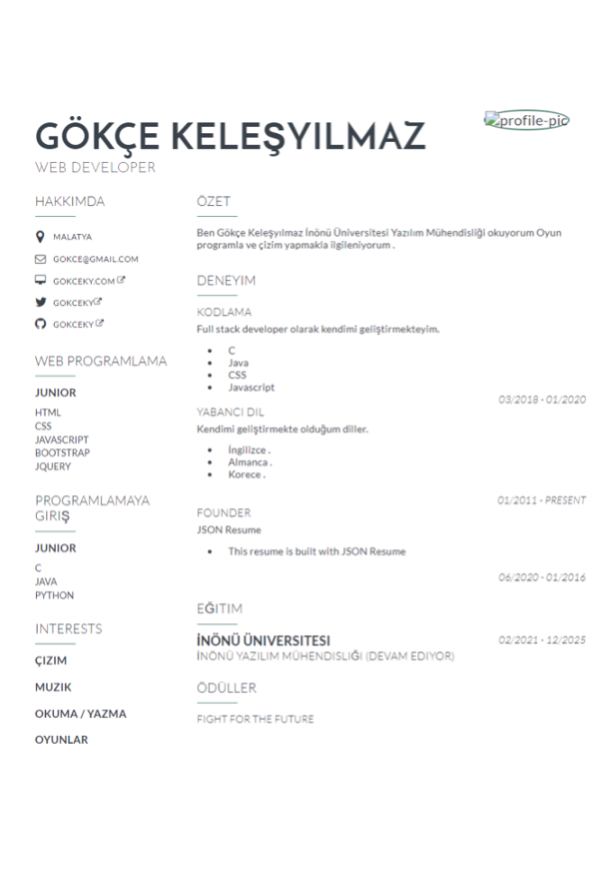 profile-pic
GÖKÇE KELEŞYILMAZ
WEB DEVELOPER
HAKKIMDA
MALATYA
GOKCE@GMAIL.COM
GOKCEKY.COM
GOKCEKY
GOKCEKY
WEB PROGRAMLAMA
JUNIOR
HTML
CSS
JAVASCRIPT
BOOTSTRAP
JQUERY
PROGRAMLAMAYA
GIRIŞ
JUNIOR
C
JAVA
PYTHON
INTERESTS
ÇIZIM
MUZIK
OKUMA / YAZMA
OYUNLAR
ÖZET
Ben Gökçe Keleşyılmaz İnönü Üniversitesi Yazılım Mühendisliği okuyorum Oyun
programla ve çizim yapmakla ilgileniyorum .
DENEYIM
KODLAMA
Full stack developer olarak kendimi geliştirmekteyim.
• C
• Java
• CSS
• Javascript
03/2018 - 01/2020
YABANCI DIL
Kendimi geliştirmekte olduğum diller.
• İngilizce .
• Almanca .
• Korece .
01/2011 - PRESENT
FOUNDER
JSON Resume
• This resume is built with JSON Resume
06/2020 - 01/2016
EĞITIM
İNÖNÜ ÜNIVERSITESI
02/2021 - 12/2025
İNÖNÜ YAZILIM MÜHENDISLIĞI (DEVAM EDIYOR)
ÖDÜLLER
FIGHT FOR THE FUTURE